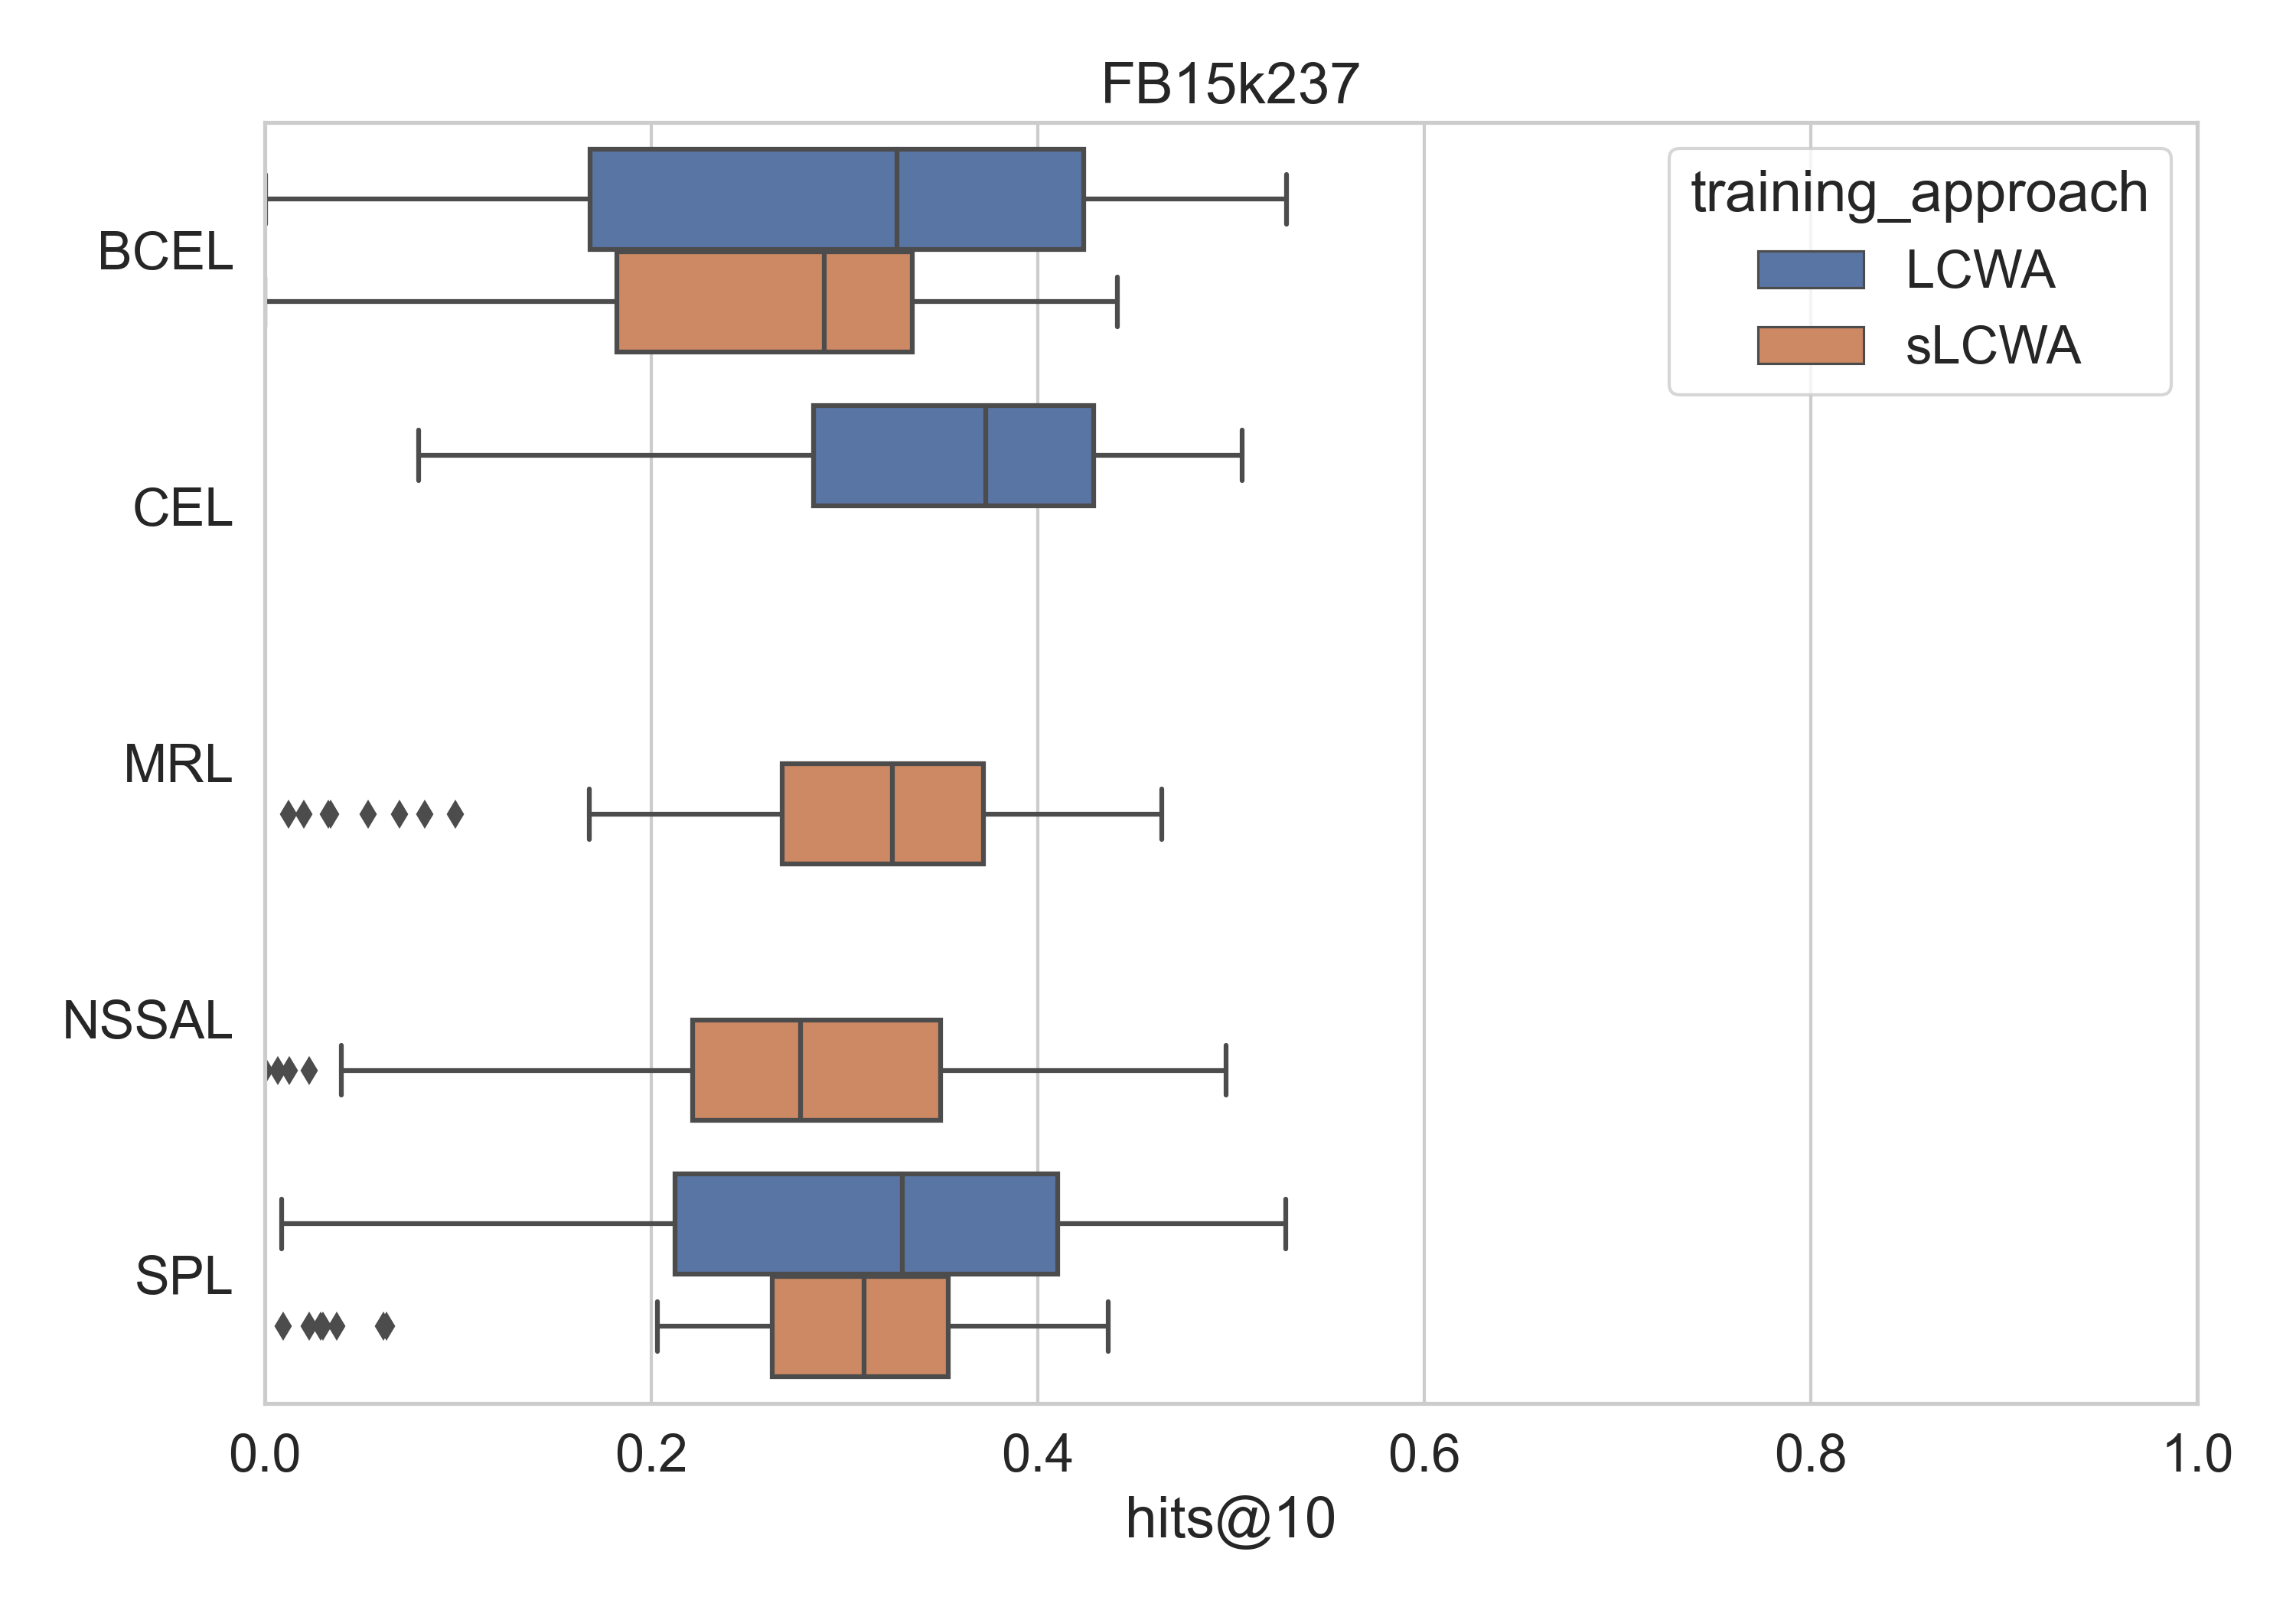 FB15k237
training_approach
LCWA
sLCWA
BCEL
CEL
MRL
NSSAL
SPL
0.0 0.2 0.4 0.6 0.8 1.0
hits@10